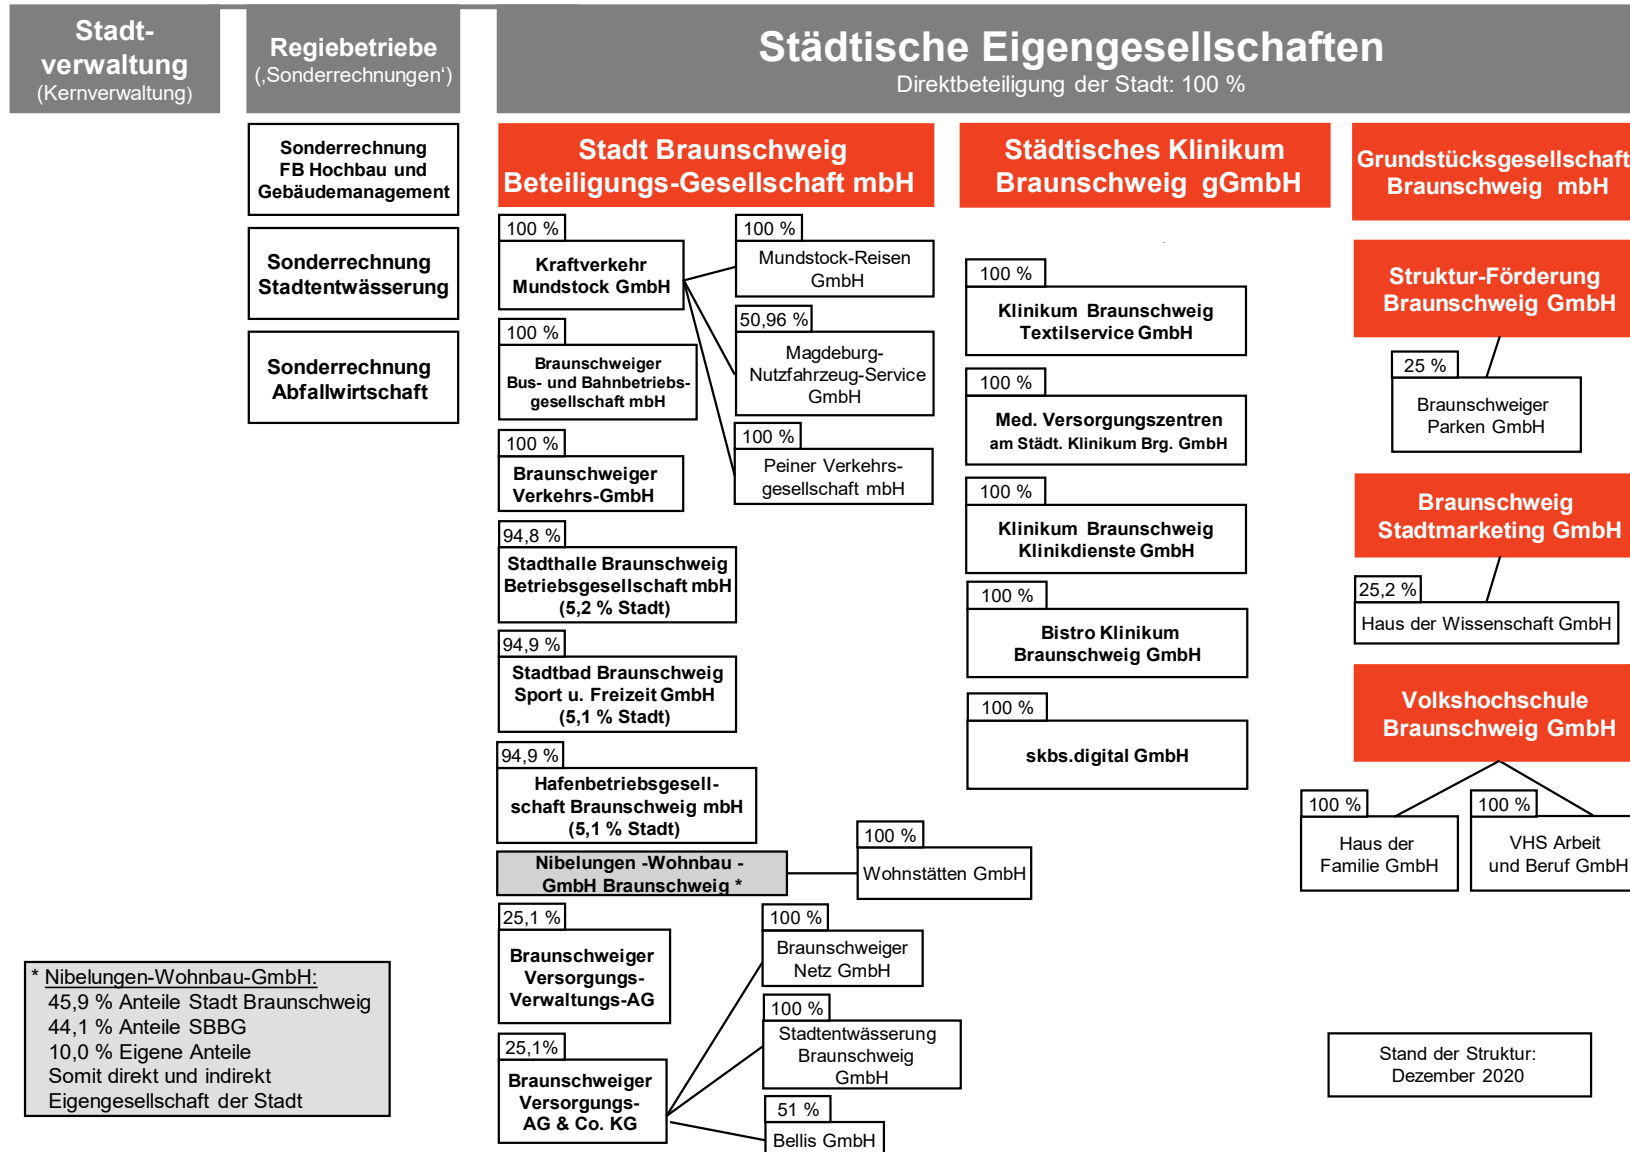 Stadt-
verwaltung
(Kernverwaltung)
Regiebetriebe
(‚Sonderrechnungen‘)
Städtische Eigengesellschaften
Direktbeteiligung der Stadt: 100 %
Sonderrechnung
FB Hochbau und
Gebäudemanagement
Sonderrechnung
Stadtentwässerung
Sonderrechnung
Abfallwirtschaft
Stadt Braunschweig
Beteiligungs-Gesellschaft mbH
100 %
Kraftverkehr
Mundstock GmbH
100 %
Mundstock-Reisen
GmbH
50,96 %
Magdeburg-
Nutzfahrzeug-Service
GmbH
100 %
Peiner Verkehrs-
gesellschaft mbH
100 %
Braunschweiger
Bus- und Bahnbetriebs-
gesellschaft mbH
100 %
Braunschweiger
Verkehrs-GmbH
94,8 %
Stadthalle Braunschweig
Betriebsgesellschaft mbH
(5,2 % Stadt)
94,9 %
Stadtbad Braunschweig
Sport u. Freizeit GmbH
(5,1 % Stadt)
94,9 %
Hafenbetriebsgesell-
schaft Braunschweig mbH
(5,1 % Stadt)
Nibelungen -Wohnbau -
GmbH Braunschweig *
100 %
Wohnstätten GmbH
25,1 %
Braunschweiger
Versorgungs-
Verwaltungs-AG
25,1%
Braunschweiger
Versorgungs-
AG & Co. KG
100 %
Braunschweiger
Netz GmbH
100 %
Stadtentwässerung
Braunschweig
GmbH
51 %
Bellis GmbH
Städtisches Klinikum
Braunschweig gGmbH
100 %
Klinikum Braunschweig
Textilservice GmbH
100 %
Med. Versorgungszentren
am Städt. Klinikum Brg. GmbH
100 %
Klinikum Braunschweig
Klinikdienste GmbH
100 %
Bistro Klinikum
Braunschweig GmbH
100 %
skbs.digital GmbH
Grundstücksgesellschaft
Braunschweig mbH
Struktur-Förderung
Braunschweig GmbH
25 %
Braunschweiger
Parken GmbH
Braunschweig
Stadtmarketing GmbH
25,2 %
Haus der Wissenschaft GmbH
Volkshochschule
Braunschweig GmbH
100 %
Haus der
Familie GmbH
100 %
VHS Arbeit
und Beruf GmbH
* Nibelungen-Wohnbau-GmbH:
45,9 % Anteile Stadt Braunschweig
44,1 % Anteile SBBG
10,0 % Eigene Anteile
Somit direkt und indirekt
Eigengesellschaft der Stadt
Stand der Struktur:
Dezember 2020